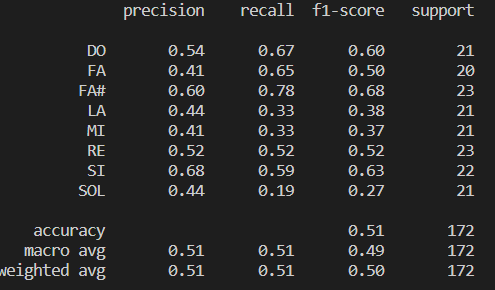 precision recall f1-score support
DO 0.54 0.67 0.60 21
FA 0.41 0.65 0.50 20
FA# 0.60 0.78 0.68 23
LA 0.44 0.33 0.38 21
MI 0.41 0.33 0.37 21
RE 0.52 0.52 0.52 23
SI 0.68 0.59 0.63 22
SOL 0.44 0.19 0.27 21
accuracy 0.51 172
macro avg 0.51 0.51 0.49 172
weighted avg 0.51 0.51 0.50 172